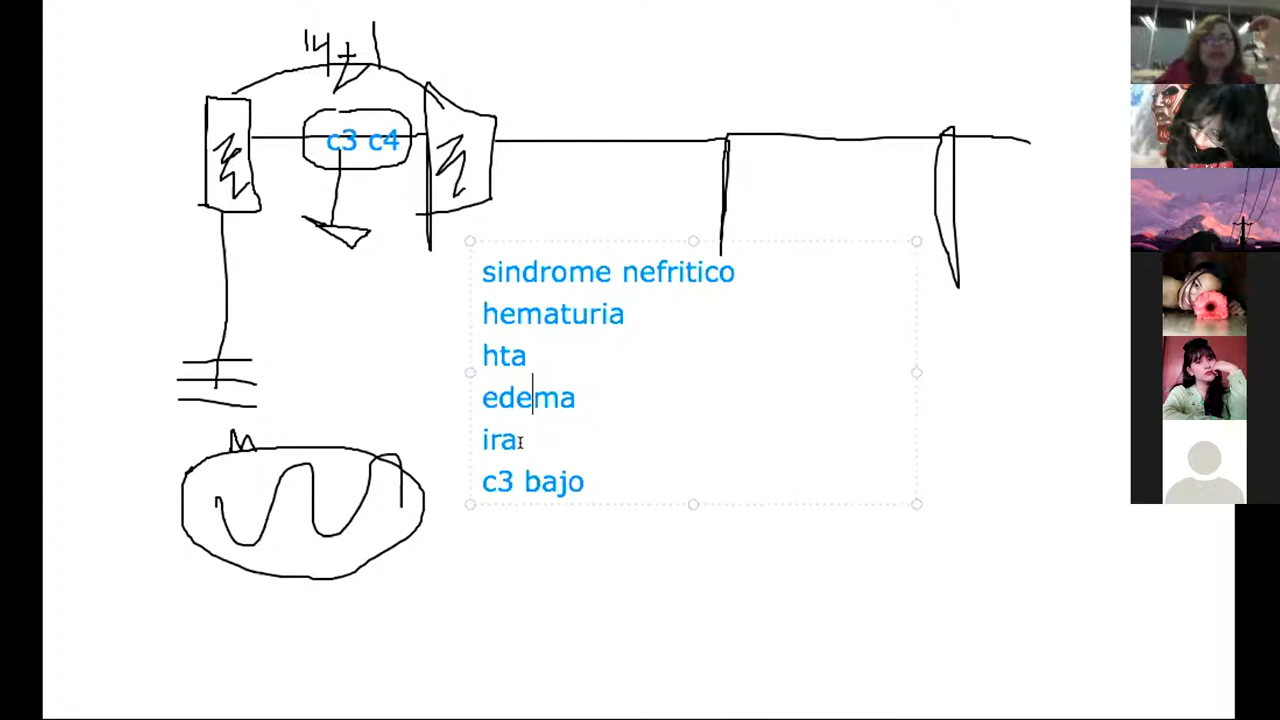 c3 c4
sindrome nefritico
hematuria
hta
edema
ira
c3 bajo
M